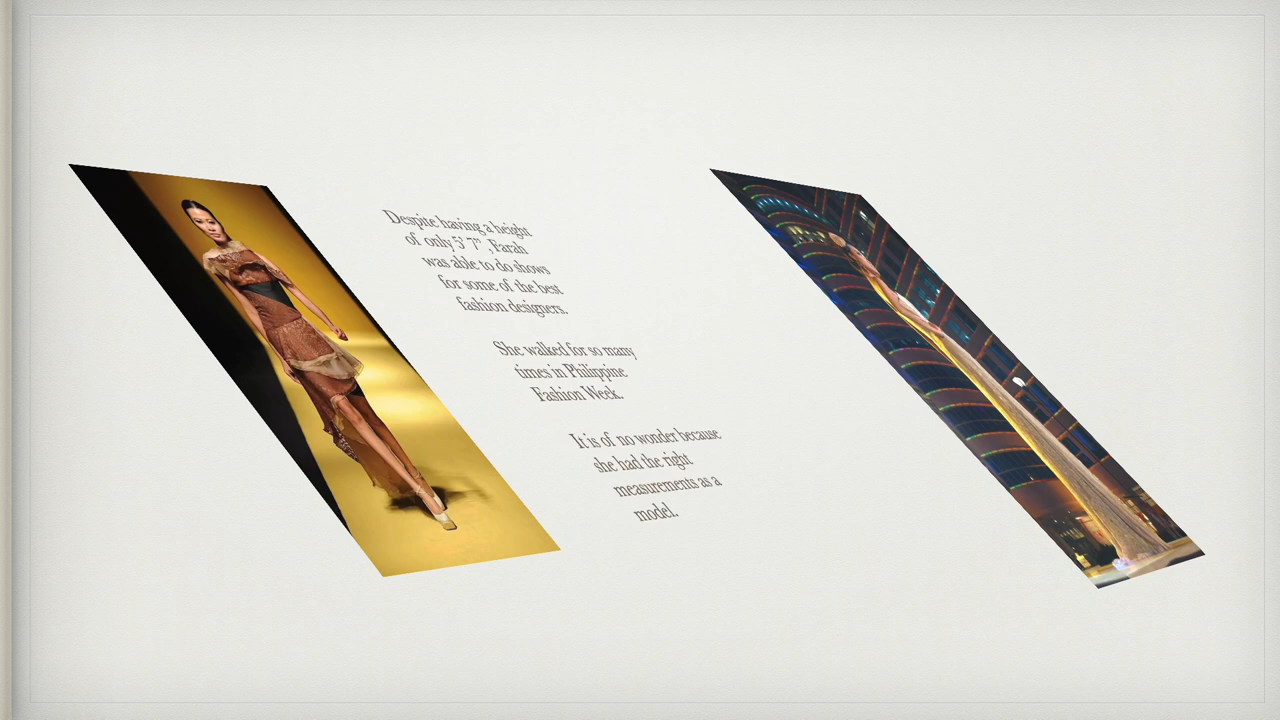 Despite having a height
of only 5' 7" , Farah
was able to do shows
for some of the best
fashion designers.
She walked for so many
times in Philippine
Fashion Week.
It is of no wonder because
she had the right
measurements as a
model.